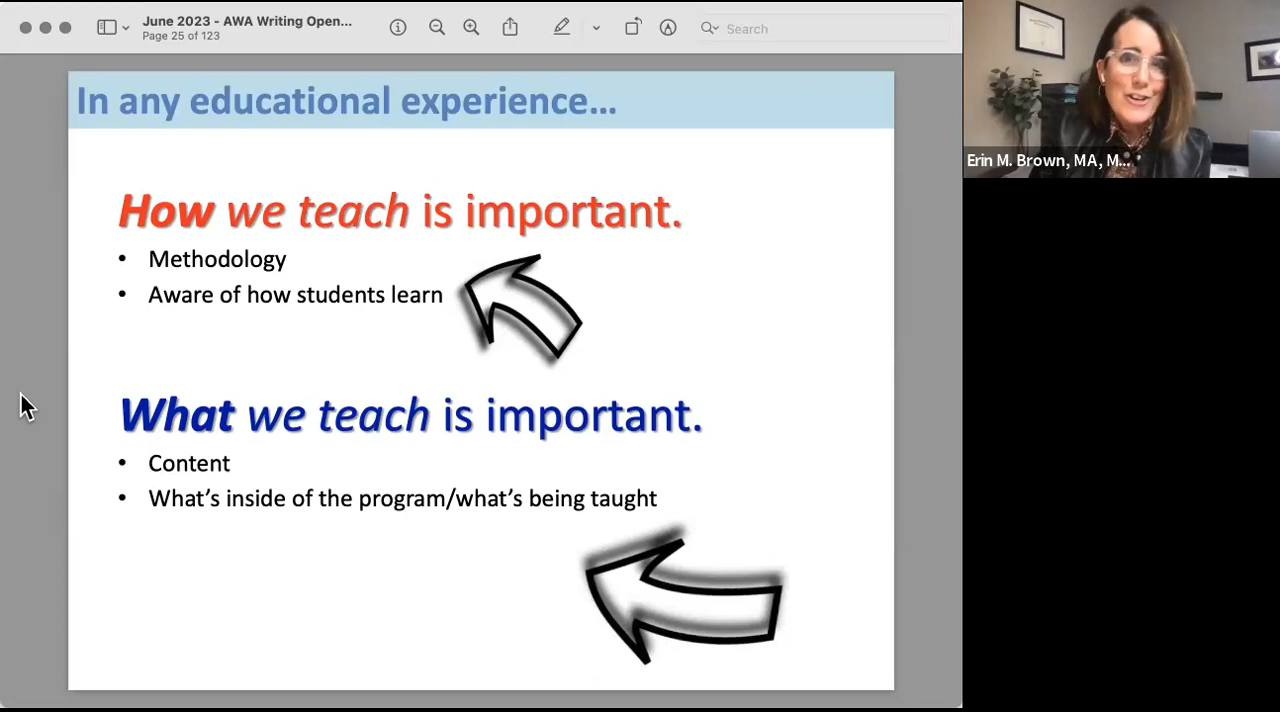 June 2023 - AWA Writing Open...
Page 25 of 123
Search
In any educational experience...
How we teach is important.
• Methodology
• Aware of how students learn
What we teach is important.
• Content
• What's inside of the program/what's being taught
Erin M. Brown, MA, M...